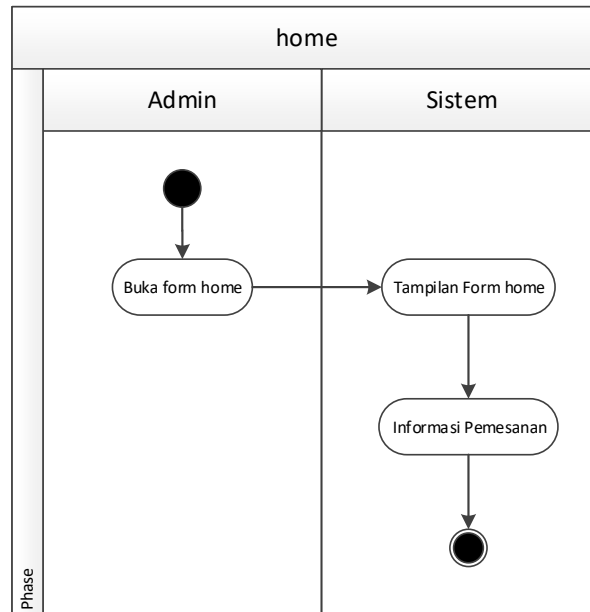 home
Admin
Sistem
Buka form home
Tampilan Form home
Informasi Pemesanan
Phase